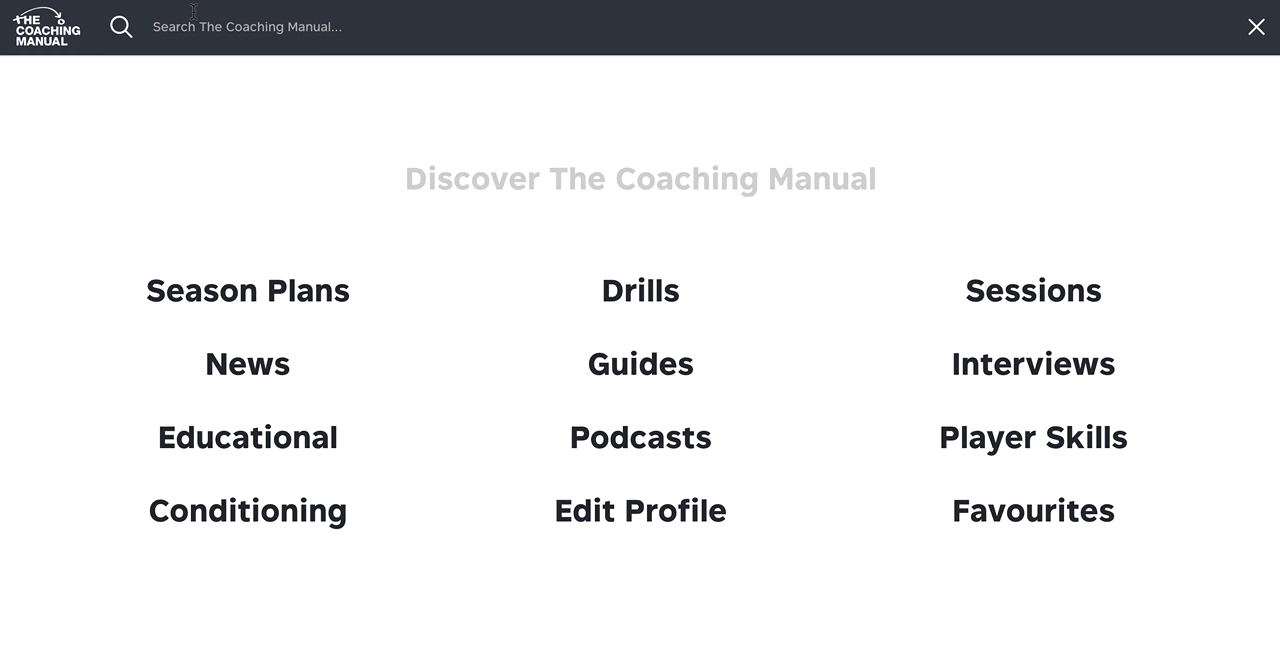 THE
COACHING
MANUAL
Search The Coaching Manual...
Discover The Coaching Manual
Season Plans
Drills
Sessions
News
Guides
Interviews
Educational
Podcasts
Player Skills
Conditioning
Edit Profile
Favourites